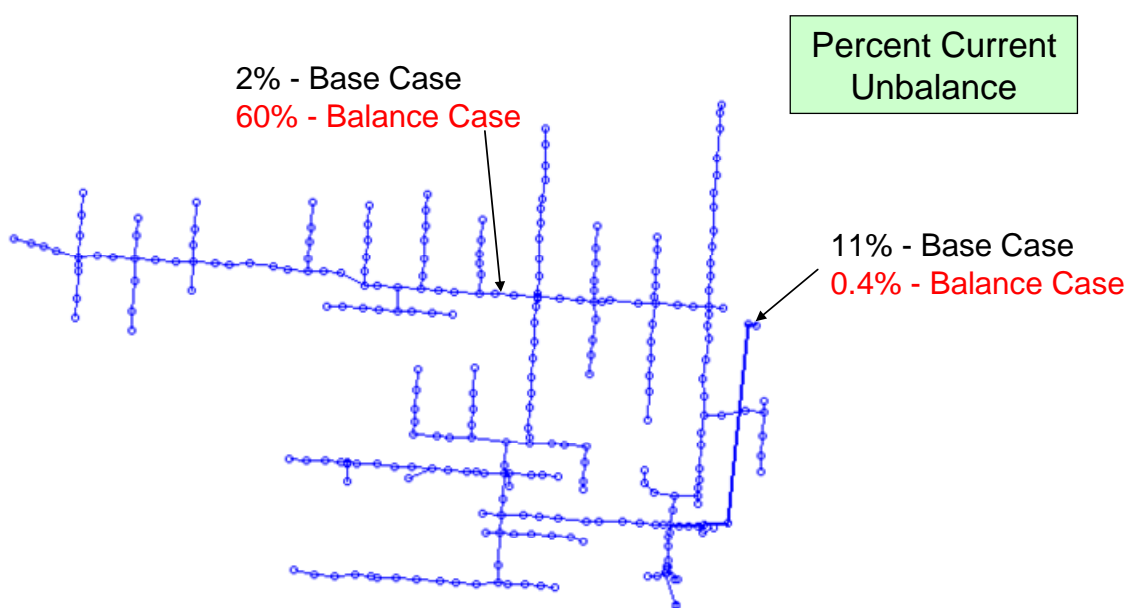 Percent Current
Unbalance
2% - Base Case
60% - Balance Case
11% - Base Case
0.4% - Balance Case